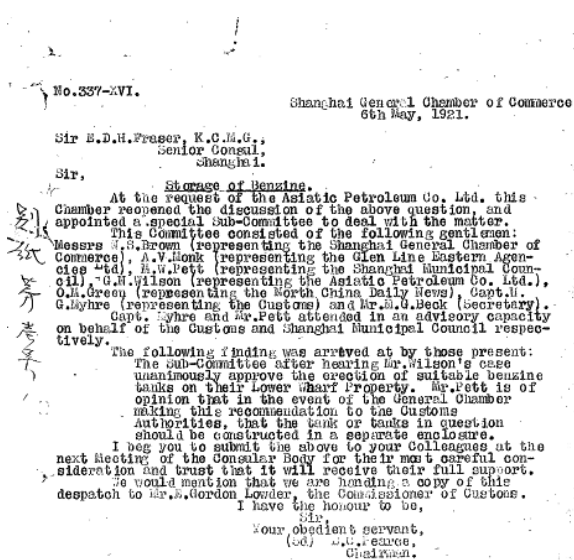 No.337-XVI.
Shanghai General Chamber of Commerce
6th May, 1921.
Sir E.D.H.Fraser, K.C.M.G.,
Senior Consul,
Shanghai.
Sir,
Storage of Benzine.
At the request of the Asiatic Petroleum Co. Ltd. this
Chamber reopened the discussion of the above question, and
appointed a special Sub-Committee to deal with the matter.
This Committee consisted of the following gentlemen:
Messrs W.S.Brown (representing the Shanghai General Chamber of
Commerce), A.V.Monk (representing the Glen Line Eastern Agen-
cies Ltd), M.W.Pett (representing the Shanghai Municipal Coun-
cil), G.N.Wilson (representing the Asiatic Petroleum Co. Ltd.),
O.M.Green (representing the North China Daily News), Capt.
G.Myhre (representing the Customs) and Mr.M.G.Beck (Secretary).
Capt. Myhre and Mr.Pett attended in an advisory capacity
on behalf of the Customs and Shanghai Municipal Council respec-
tively.
The following finding was arrived at by those present:
The Sub-Committee after hearing Mr.Wilson's case
unanimously approve the erection of suitable benzine
tanks on their Lower Wharf Property. Mr.Pett is of
opinion that in the event of the General Chamber
making this recommendation to the Customs
Authorities, that the tank or tanks in question
should be constructed in a separate enclosure.
I beg you to submit the above to your Colleagues at the
next Meeting of the Consular Body for their most careful con-
sideration and trust that it will receive their full support.
We would mention that we are handing a copy of this
despatch to Mr.E.Gordon Lowder, the Commissioner of Customs.
I have the honour to be,
Sir,
Your obedient servant,
(Sd) E.C.Pearce,
Chairman.
別紙 第壱号